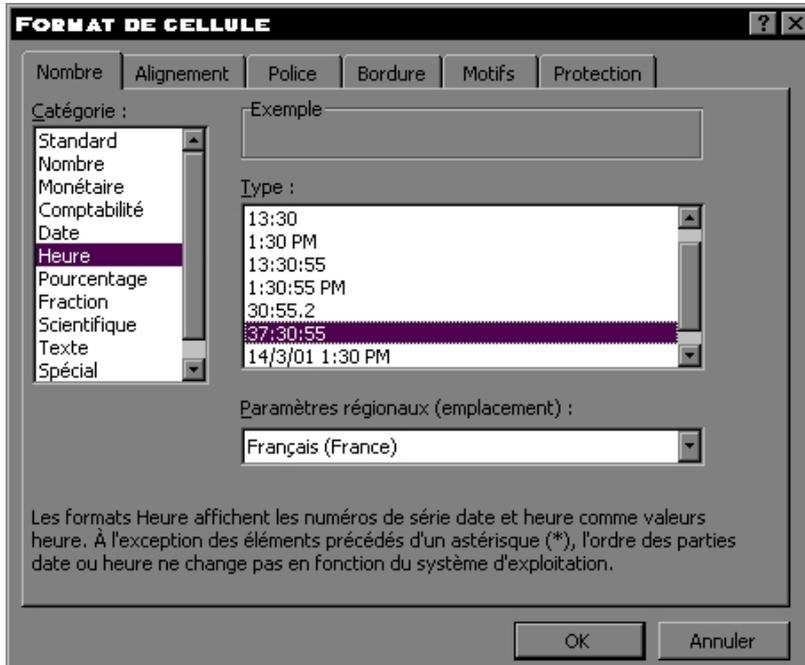 FORMAT DE CELLULE
Nombre Alignement Police Bordure Motifs Protection
Catégorie :
Standard
Nombre
Monétaire
Comptabilité
Date
Heure
Pourcentage
Fraction
Scientifique
Texte
Spécial
Exemple
Type :
13:30
1:30 PM
13:30:55
1:30:55 PM
30:55.2
37:30:55
14/3/01 1:30 PM
Paramètres régionaux (emplacement) :
Français (France)
Les formats Heure affichent les numéros de série date et heure comme valeurs
heure. À l'exception des éléments précédés d'un astérisque (*), l'ordre des parties
date ou heure ne change pas en fonction du système d'exploitation.
OK Annuler